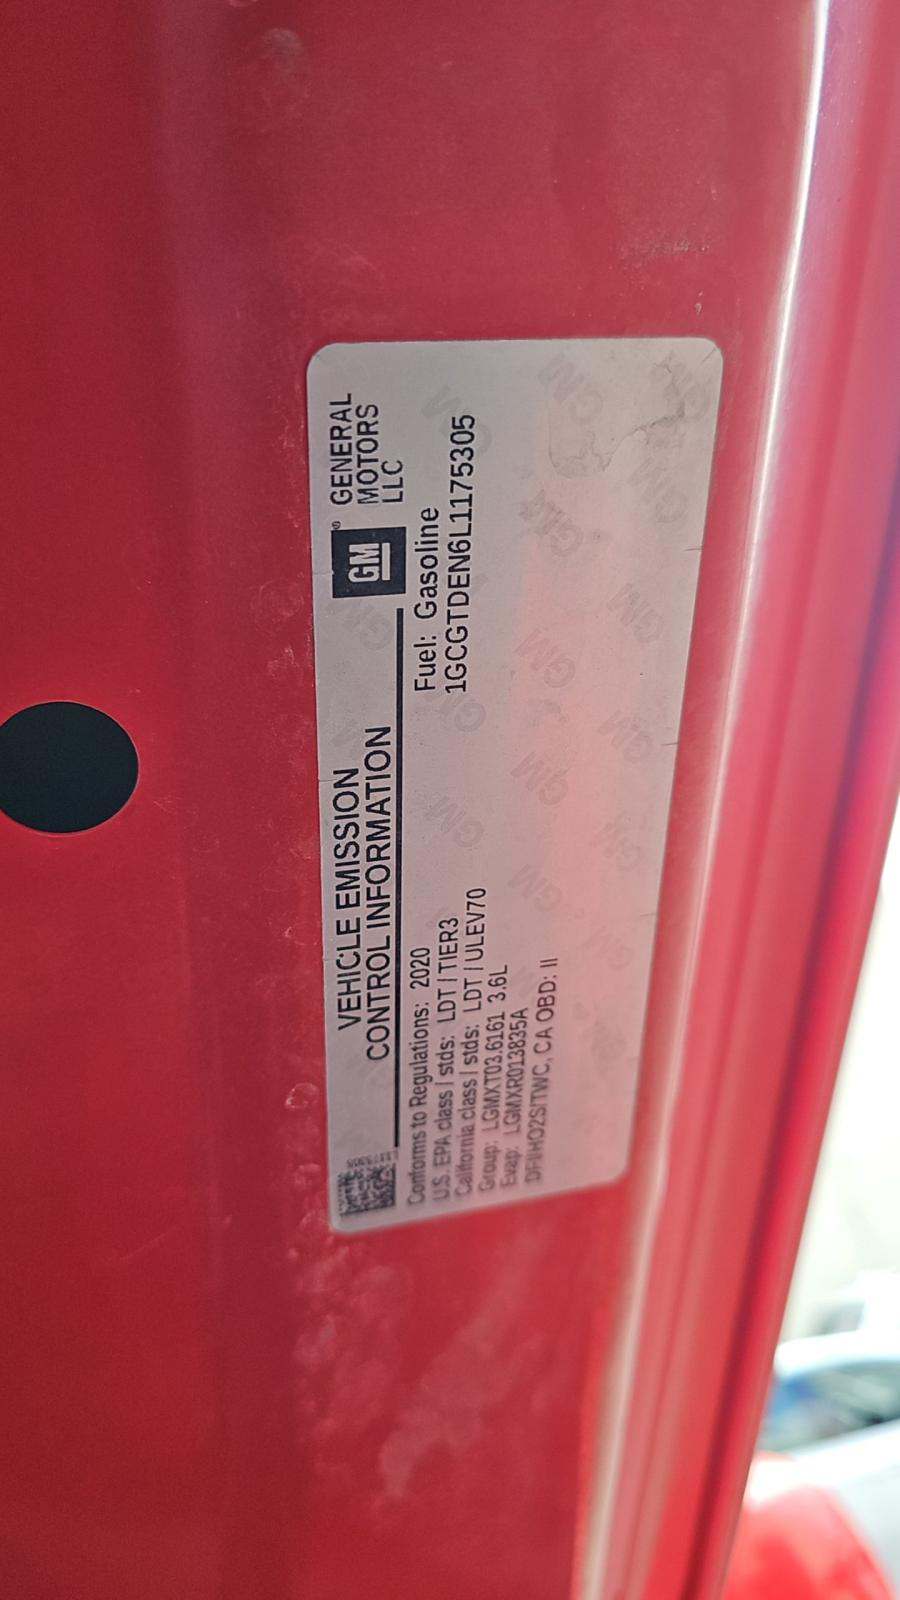 VEHICLE EMISSION
CONTROL INFORMATION
GM
®
GENERAL
MOTORS
LLC
Conforms to Regulations: 2020
U.S. EPA class / stds: LDT / TIER3
California class / stds: LDT / ULEV70
Group: LGMXT03.6161 3.6L
Evap: LGMXR013835A
DFI/HO2S/TWC, CA OBD: II
Fuel: Gasoline
1GCGTDEN6L1175305